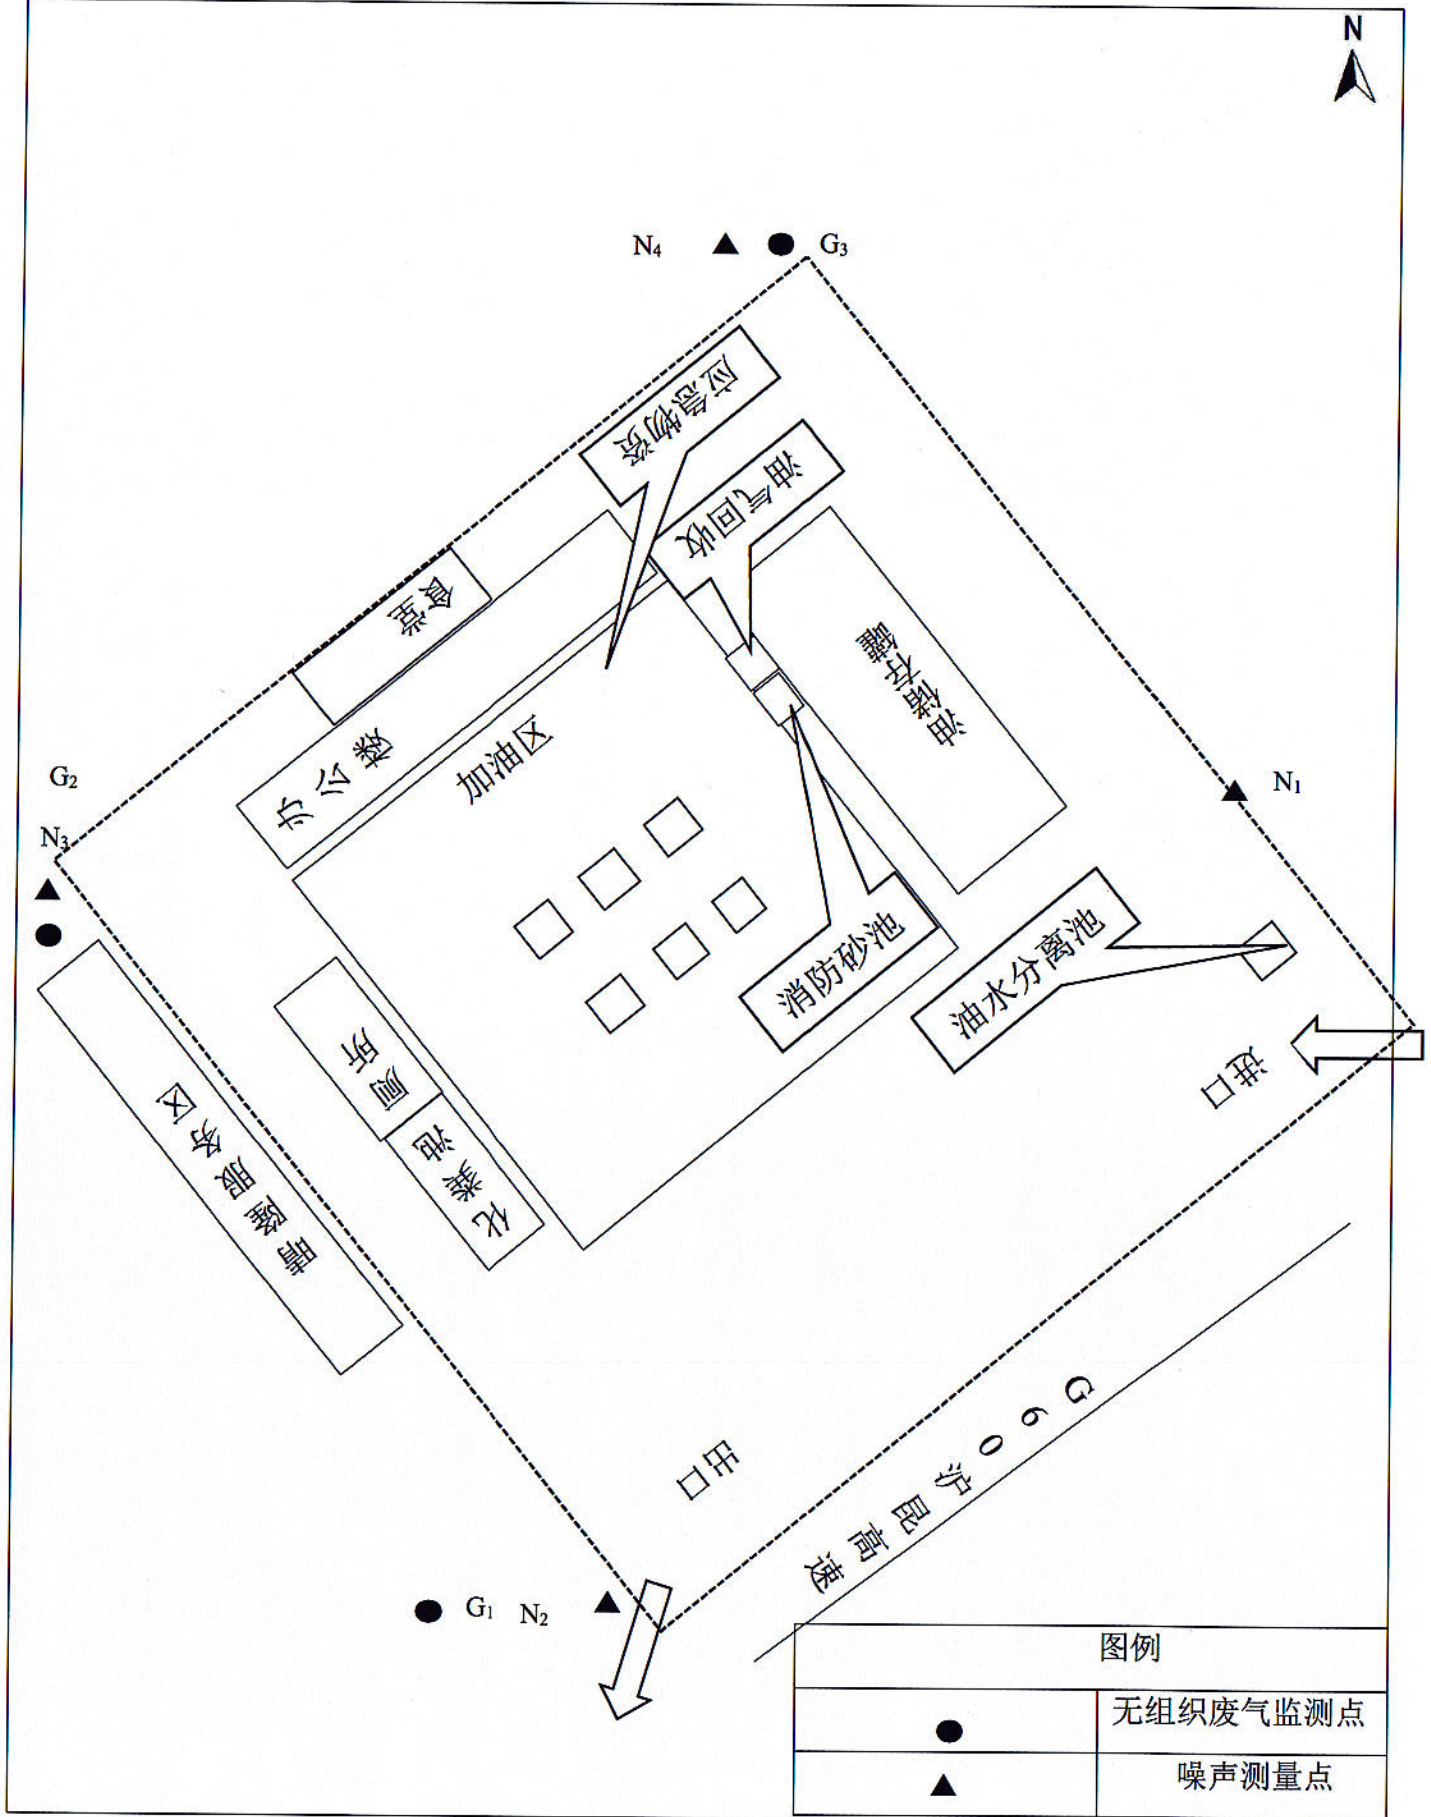 N
N₄
G₃
应急物资
油气回收
食堂
油储存罐
办公楼
加油区
G₂
N₁
N₃
消防砂池
油水分离池
厕所
进口
化粪池
晴隆服务区
G60沪昆高速
出口
G₁
N₂
图例
无组织废气监测点
噪声测量点